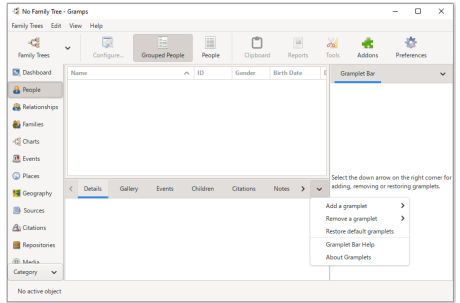 No Family Tree - Gramps
Family Trees Edit View Help
Family Trees Configure... Grouped People People Clipboard Reports Tools Addons Preferences
Dashboard
People
Relationships
Families
Charts
Events
Places
Geography
Sources
Citations
Repositories
Media
Category
Name ID Gender Birth Date
Gramplet Bar
Select the down arrow on the right corner for
adding, removing or restoring gramplets.
Details Gallery Events Children Citations Notes
Add a gramplet
Remove a gramplet
Restore default gramplets
Gramplet Bar Help
About Gramplets
No active object